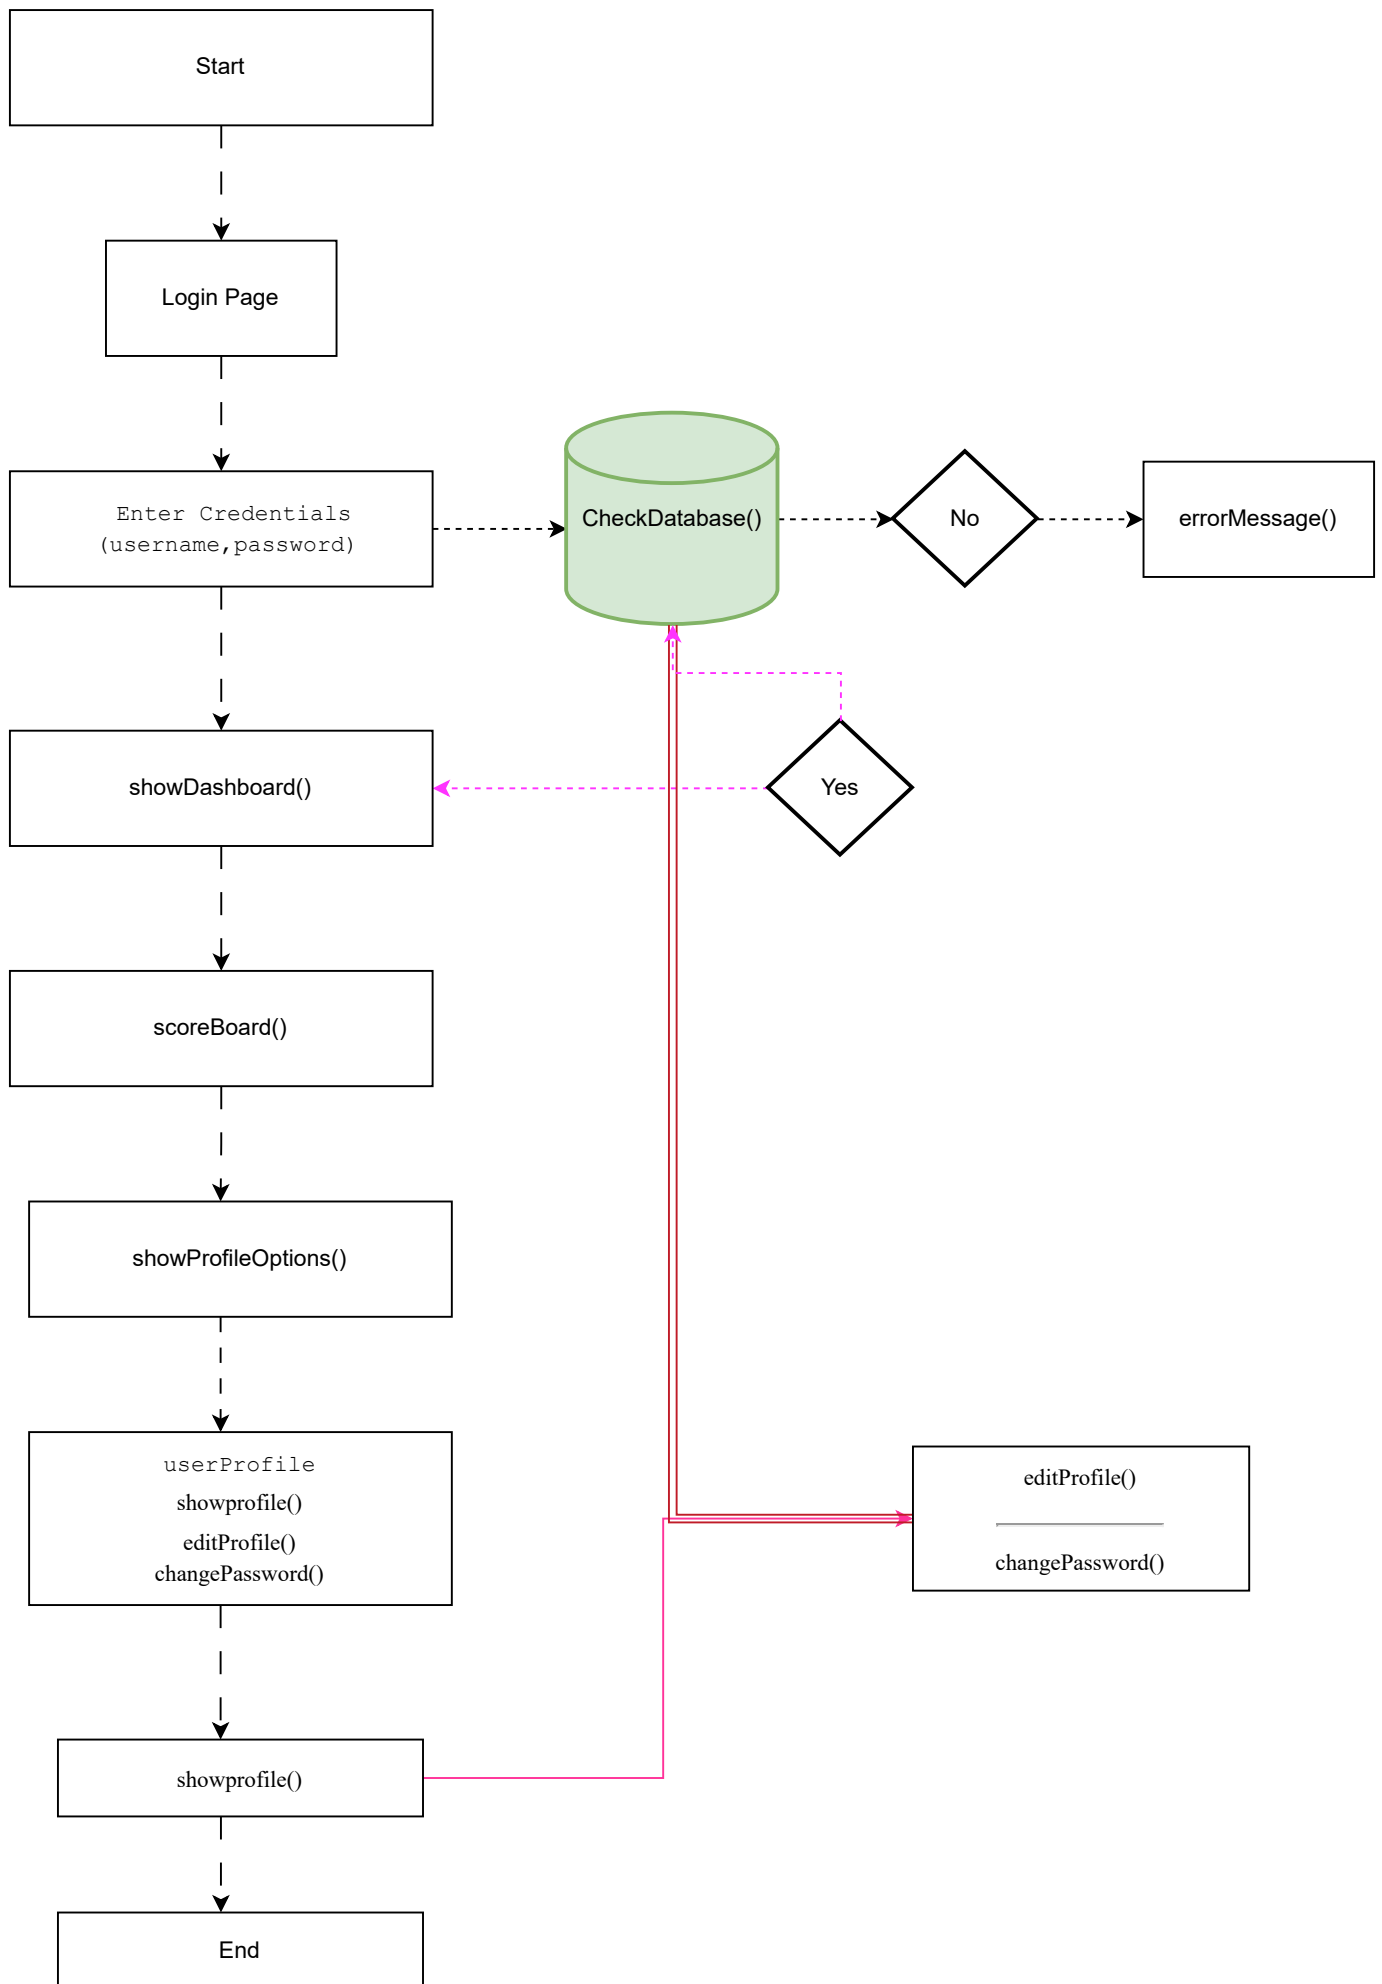 Start
Login Page
Enter Credentials
(username,password)
CheckDatabase()
No
errorMessage()
showDashboard()
Yes
scoreBoard()
showProfileOptions()
userProfile
showprofile()
editProfile()
changePassword()
editProfile()
changePassword()
showprofile()
End